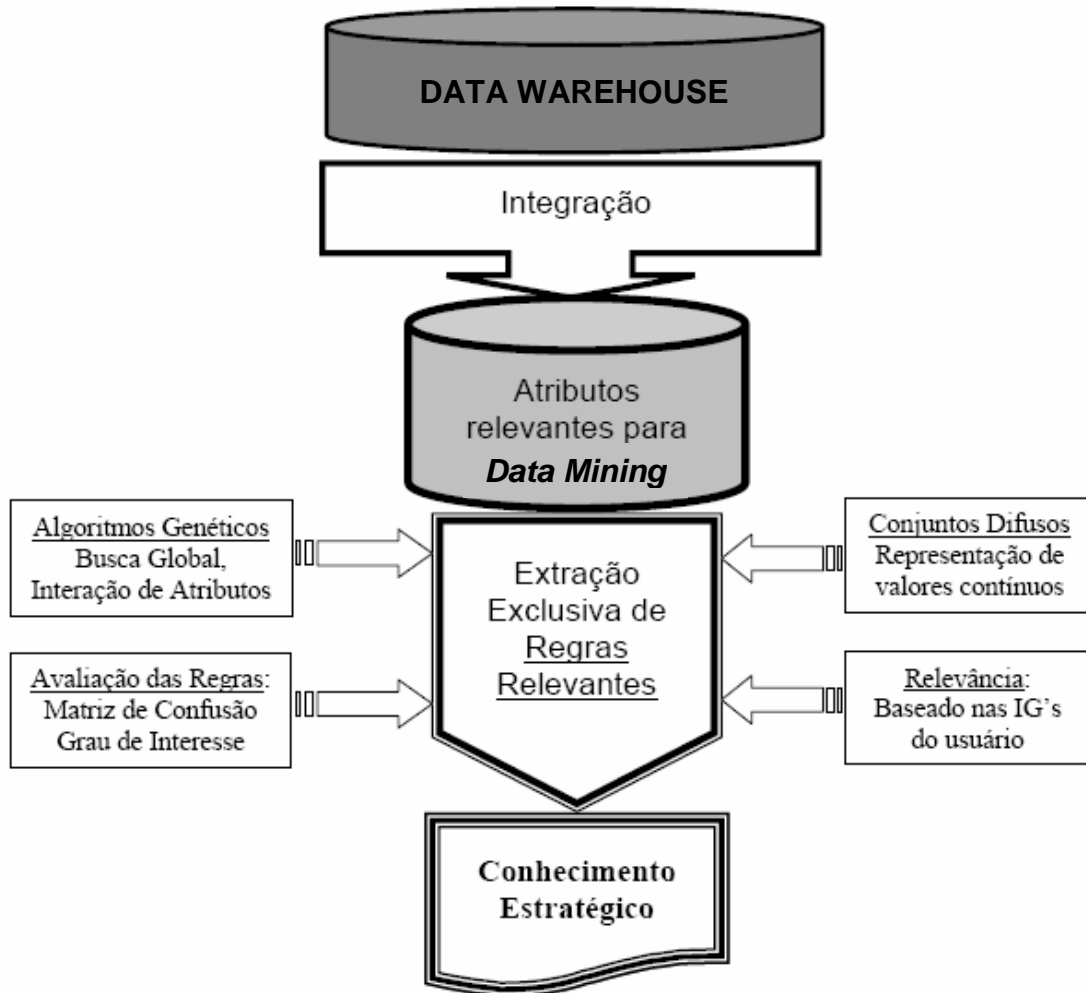 DATA WAREHOUSE
Integração
Atributos
relevantes para
Data Mining
Algoritmos Genéticos
Busca Global,
Interação de Atributos
Conjuntos Difusos
Representação de
valores contínuos
Extração
Exclusiva de
Regras
Relevantes
Avaliação das Regras:
Matriz de Confusão
Grau de Interesse
Relevância:
Baseado nas IG's
do usuário
Conhecimento
Estratégico